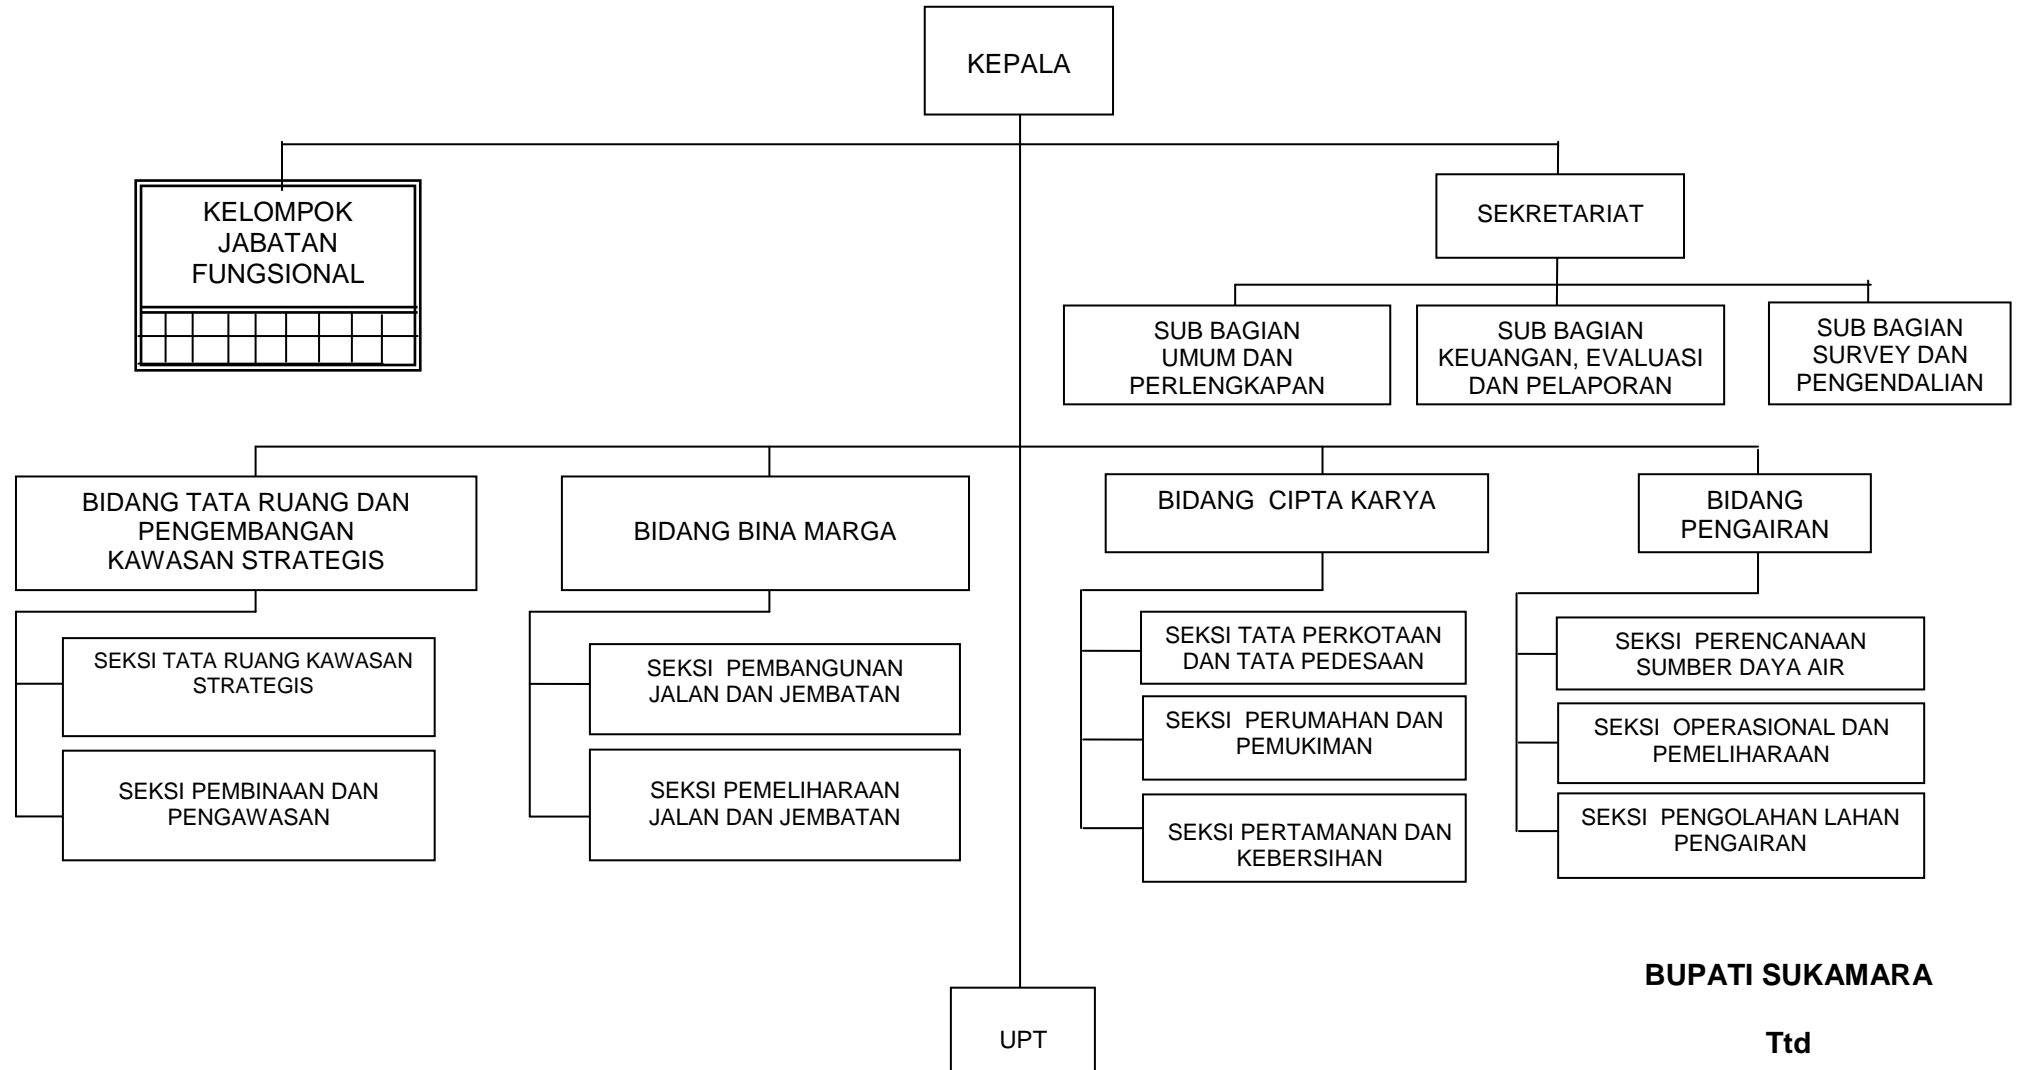 KEPALA
KELOMPOK
JABATAN
FUNGSIONAL
SEKRETARIAT
SUB BAGIAN
UMUM DAN
PERLENGKAPAN
SUB BAGIAN
KEUANGAN, EVALUASI
DAN PELAPORAN
SUB BAGIAN
SURVEY DAN
PENGENDALIAN
BIDANG TATA RUANG DAN
PENGEMBANGAN
KAWASAN STRATEGIS
BIDANG BINA MARGA
BIDANG CIPTA KARYA
BIDANG
PENGAIRAN
SEKSI TATA RUANG KAWASAN
STRATEGIS
SEKSI PEMBINAAN DAN
PENGAWASAN
SEKSI PEMBANGUNAN
JALAN DAN JEMBATAN
SEKSI PEMELIHARAAN
JALAN DAN JEMBATAN
SEKSI TATA PERKOTAAN
DAN TATA PEDESAAN
SEKSI PERUMAHAN DAN
PEMUKIMAN
SEKSI PERTAMANAN DAN
KEBERSIHAN
SEKSI PERENCANAAN
SUMBER DAYA AIR
SEKSI OPERASIONAL DAN
PEMELIHARAAN
SEKSI PENGOLAHAN LAHAN
PENGAIRAN
UPT
BUPATI SUKAMARA
Ttd